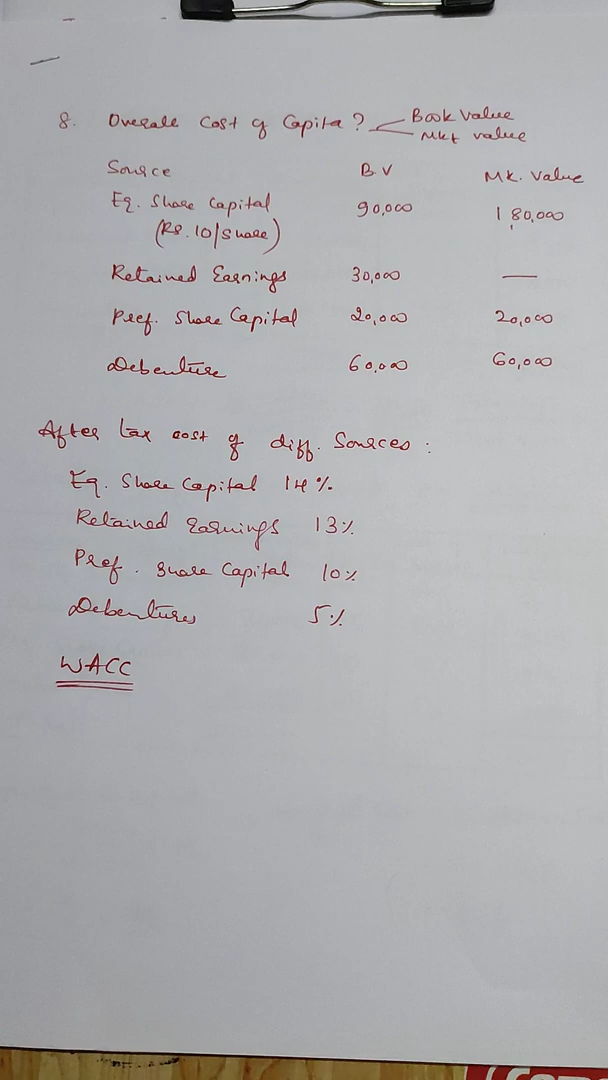 8. Overall Cost of Capital? Book Value
Mkt value
Source B.V Mk. Value
Eq. Share Capital 90,000 1,80,000
(Rs. 10/share)
Retained Earnings 30,000 —
Pref. Share Capital 20,000 20,000
Debenture 60,000 60,000
After tax cost of diff. Sources :
Eq. Share Capital 14%
Retained Earnings 13%
Pref. Share Capital 10%
Debentures 5%
WACC